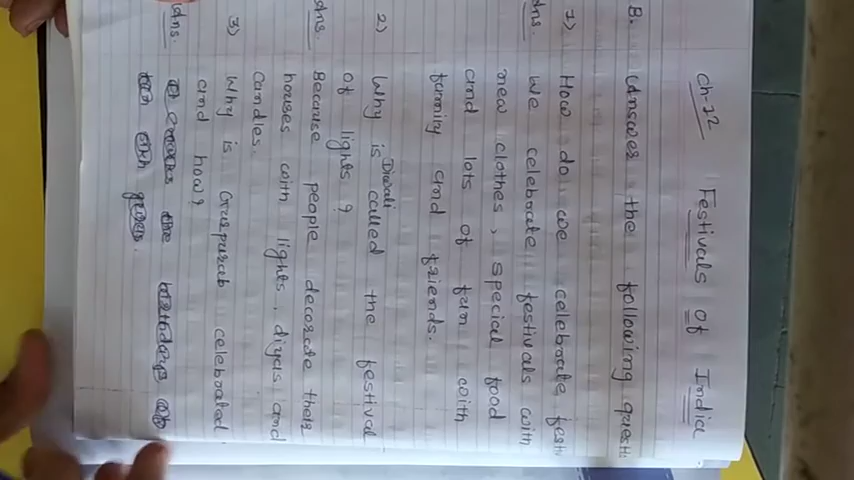 Ch-12 Festivals Of India
B. Answer the following
1) How do we celebrate
Ans. We celebrate festivals with
new clothes, special food
and lots of fun with
family and friends.
2) Why is Diwali called the festival
of lights?
Ans. Because people decorate their
houses with lights, diyas and
candles.
3) Why is Gurpurab celebrated
and how?
Ans. the birthdays of